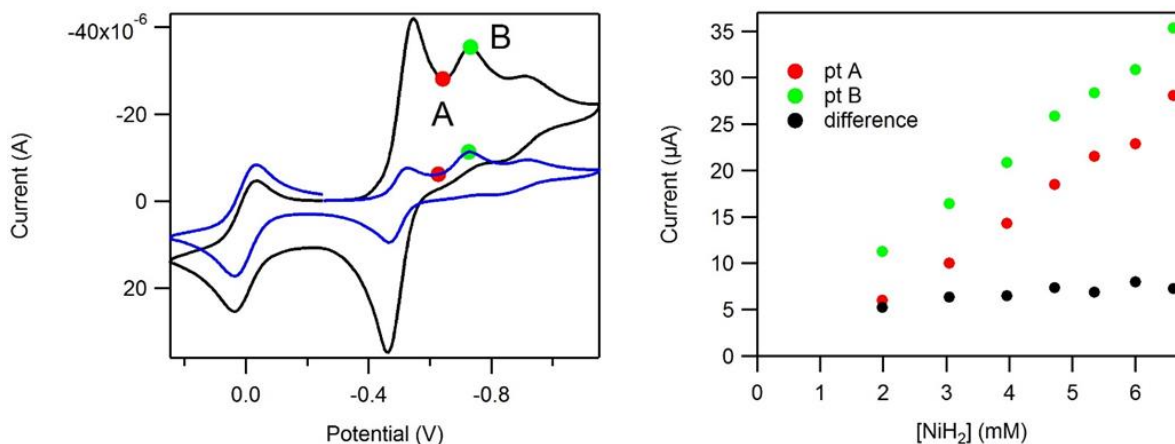 -40x10⁻⁶
-20
0
20
Current (A)
0.0
-0.4
-0.8
Potential (V)
A
B
35
30
25
20
15
10
5
0
Current (µA)
pt A
pt B
difference
0
1
2
3
4
5
6
[NiH₂] (mM)